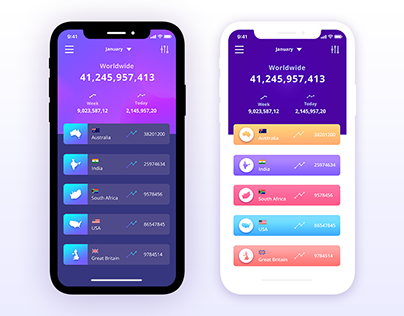 9:41
January
Worldwide
41,245,957,413
Week
Today
9,023,587,12
2,145,957,20
Australia
38201200
India
25974634
South Africa
9578456
USA
86547845
Great Britain
9784514
9:41
January
Worldwide
41,245,957,413
Week
Today
9,023,587,12
2,145,957,20
Australia
38201200
India
25974634
South Africa
9578456
USA
86547845
Great Britain
9784514